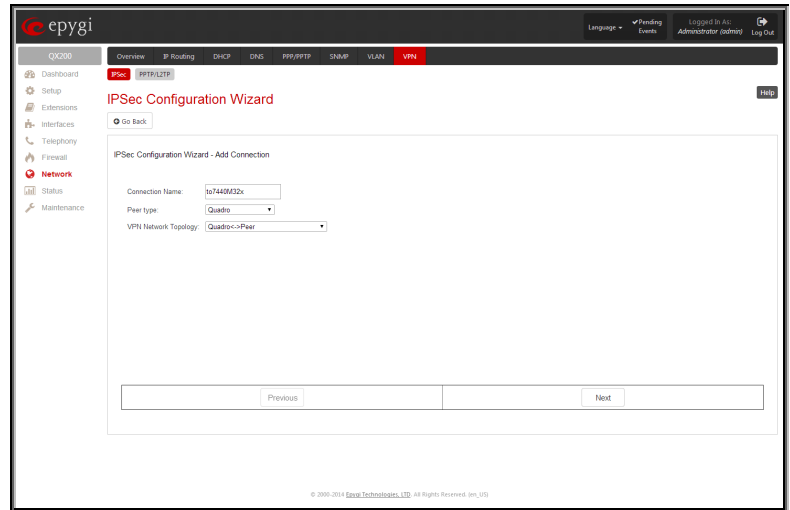 epygi
Language
Pending Events
Logged In As:
Administrator (admin)
Log Out
QX200
Overview IP Routing DHCP DNS PPP/PPTP SNMP VLAN VPN
Dashboard
Setup
Extensions
Interfaces
Telephony
Firewall
Network
Status
Maintenance
IPSec PPTP/L2TP
IPSec Configuration Wizard
Help
Go Back
IPSec Configuration Wizard - Add Connection
Connection Name: to7440M32x
Peer type: Quadro
VPN Network Topology: Quadro<->Peer
Previous Next
© 2000-2014 Epygi Technologies, LTD. All Rights Reserved. (en_US)